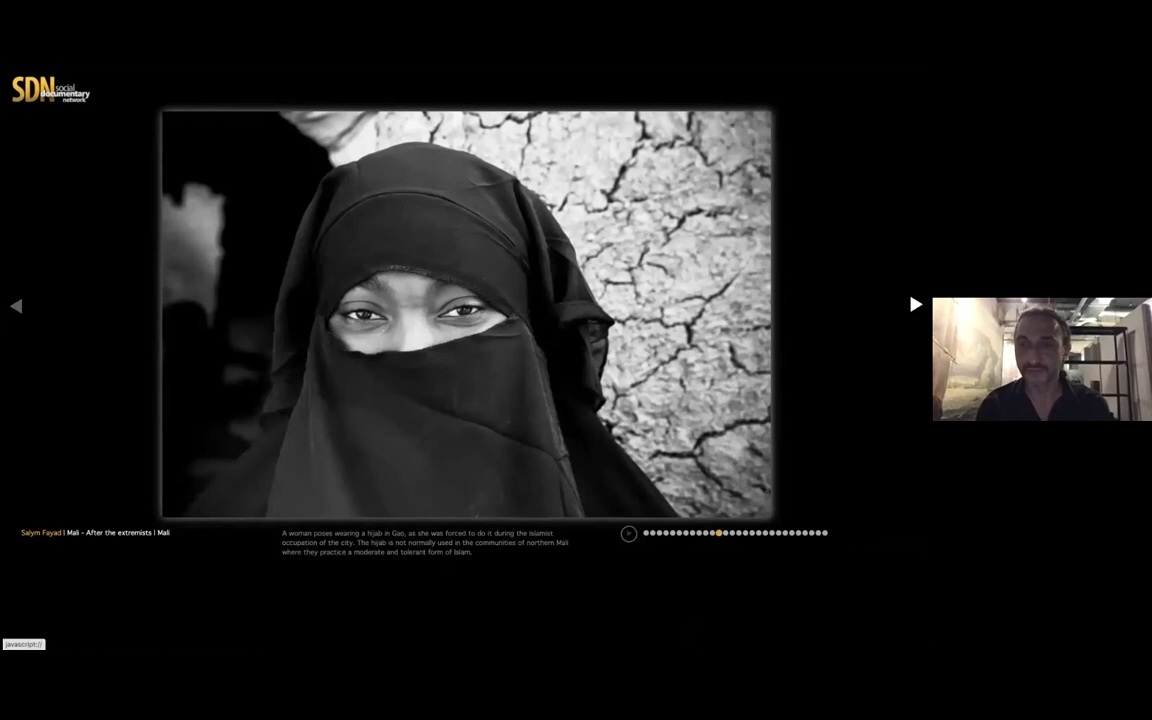 SDN social
documentary
network
Salym Fayad | Mali - After the extremists | Mali
A woman poses wearing a hijab in Gao, as she was forced to do it during the Islamist
occupation of the city. The hijab is not normally used in the communities of northern Mali
where they practice a moderate and tolerant form of Islam.
javascript://